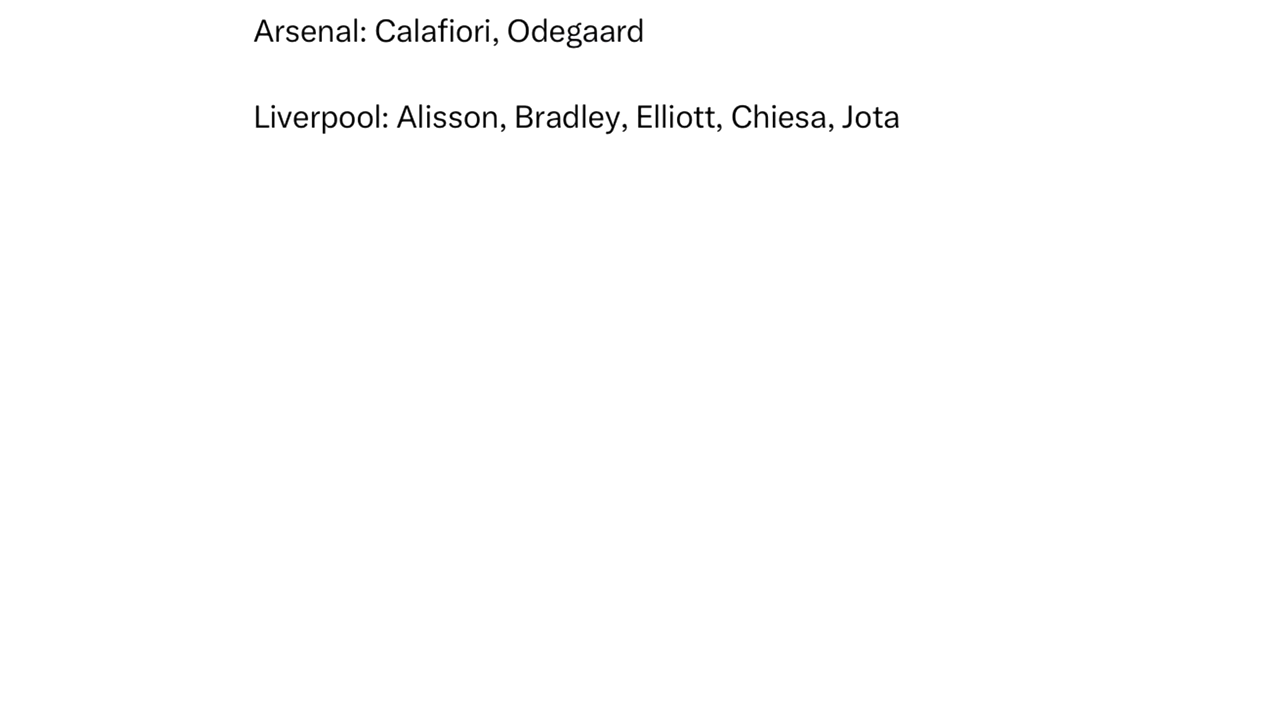 Arsenal: Calafiori, Odegaard
Liverpool: Alisson, Bradley, Elliott, Chiesa, Jota